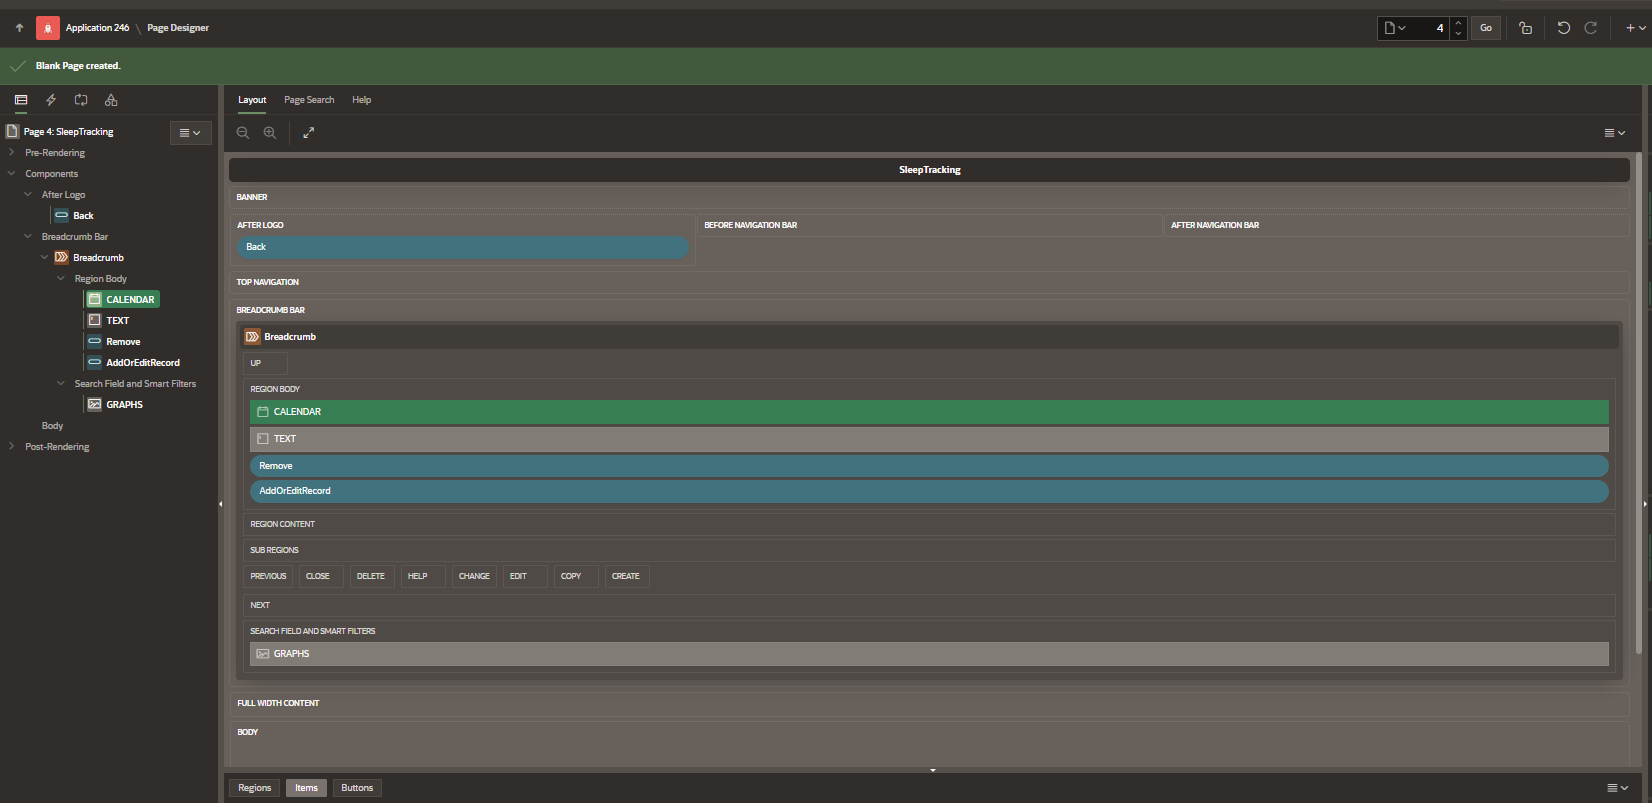 Application 246 \ Page Designer
4 Go
Blank Page created.
Page 4: SleepTracking
Pre-Rendering
Components
After Logo
Back
Breadcrumb Bar
Breadcrumb
Region Body
CALENDAR
TEXT
Remove
AddOrEditRecord
Search Field and Smart Filters
GRAPHS
Body
Post-Rendering
Layout Page Search Help
SleepTracking
BANNER
AFTER LOGO BEFORE NAVIGATION BAR AFTER NAVIGATION BAR
Back
TOP NAVIGATION
BREADCRUMB BAR
Breadcrumb
UP
REGION BODY
CALENDAR
TEXT
Remove
AddOrEditRecord
REGION CONTENT
SUB REGIONS
PREVIOUS CLOSE DELETE HELP CHANGE EDIT COPY CREATE
NEXT
SEARCH FIELD AND SMART FILTERS
GRAPHS
FULL WIDTH CONTENT
BODY
Regions Items Buttons